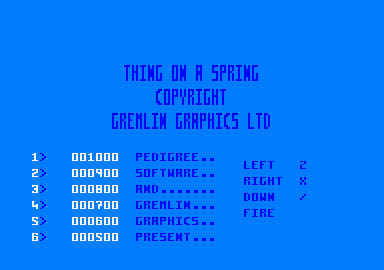 THING ON A SPRING
COPYRIGHT
GREMLIN GRAPHICS LTD
1> 001000 PEDIGREE..
2> 000900 SOFTWARE..
3> 000800 AND.......
4> 000700 GREMLIN...
5> 000600 GRAPHICS..
6> 000500 PRESENT...
LEFT Z
RIGHT X
DOWN /
FIRE